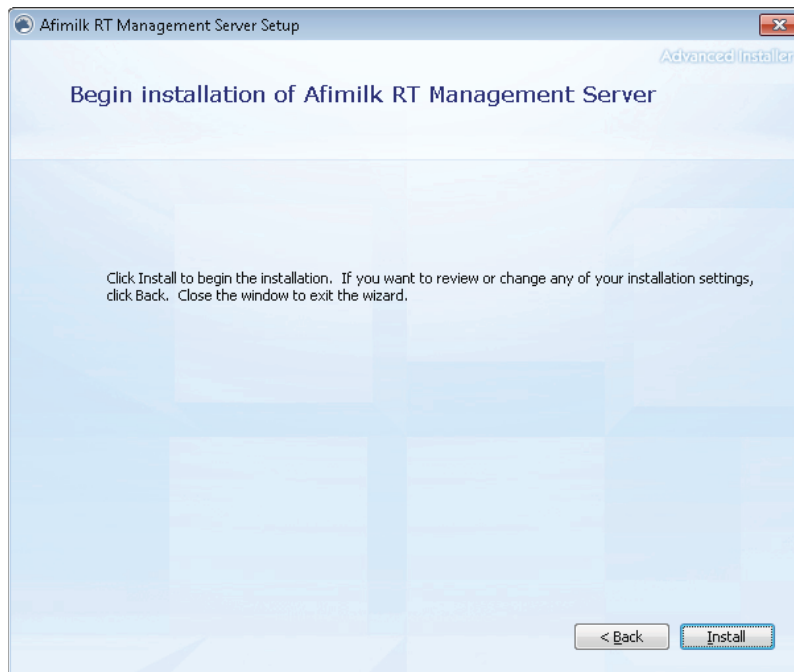 Afimilk RT Management Server Setup
Advanced Installer
Begin installation of Afimilk RT Management Server
Click Install to begin the installation. If you want to review or change any of your installation settings,
click Back. Close the window to exit the wizard.
< Back
Install